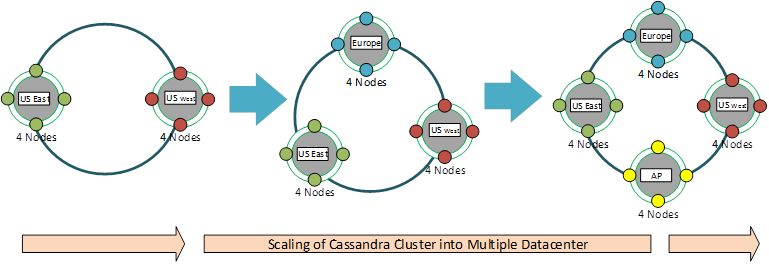 US East
4 Nodes
US West
4 Nodes
Europe
4 Nodes
US East
4 Nodes
US West
4 Nodes
Europe
4 Nodes
US East
4 Nodes
US West
4 Nodes
AP
4 Nodes
Scaling of Cassandra Cluster into Multiple Datacenter